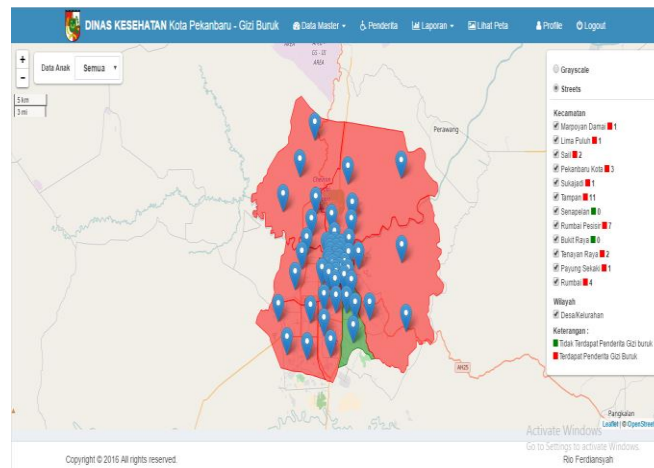 DINAS KESEHATAN Kota Pekanbaru - Gizi Buruk
Data Master
Penderita
Laporan
Lihat Peta
Profile
Logout
+
-
Data Anak
Semua
5 km
3 mi
Perawang
AH25
Pangkalan
Grayscale
Streets
Kecamatan
Marpoyan Damai 1
Lima Puluh 1
Sail 2
Pekanbaru Kota 3
Sukajadi 1
Tampan 11
Senapelan 0
Rumbai Pesisir 7
Bukit Raya 0
Tenayan Raya 2
Payung Sekaki 1
Rumbai 4
Wilayah
Desa/Kelurahan
Keterangan :
Tidak Terdapat Penderita Gizi buruk
Terdapat Penderita Gizi Buruk
Leaflet | © OpenStreet
Activate Windows
Go to Settings to activate Windows.
Copyright © 2016 All rights reserved.
Rio Ferdiansyah